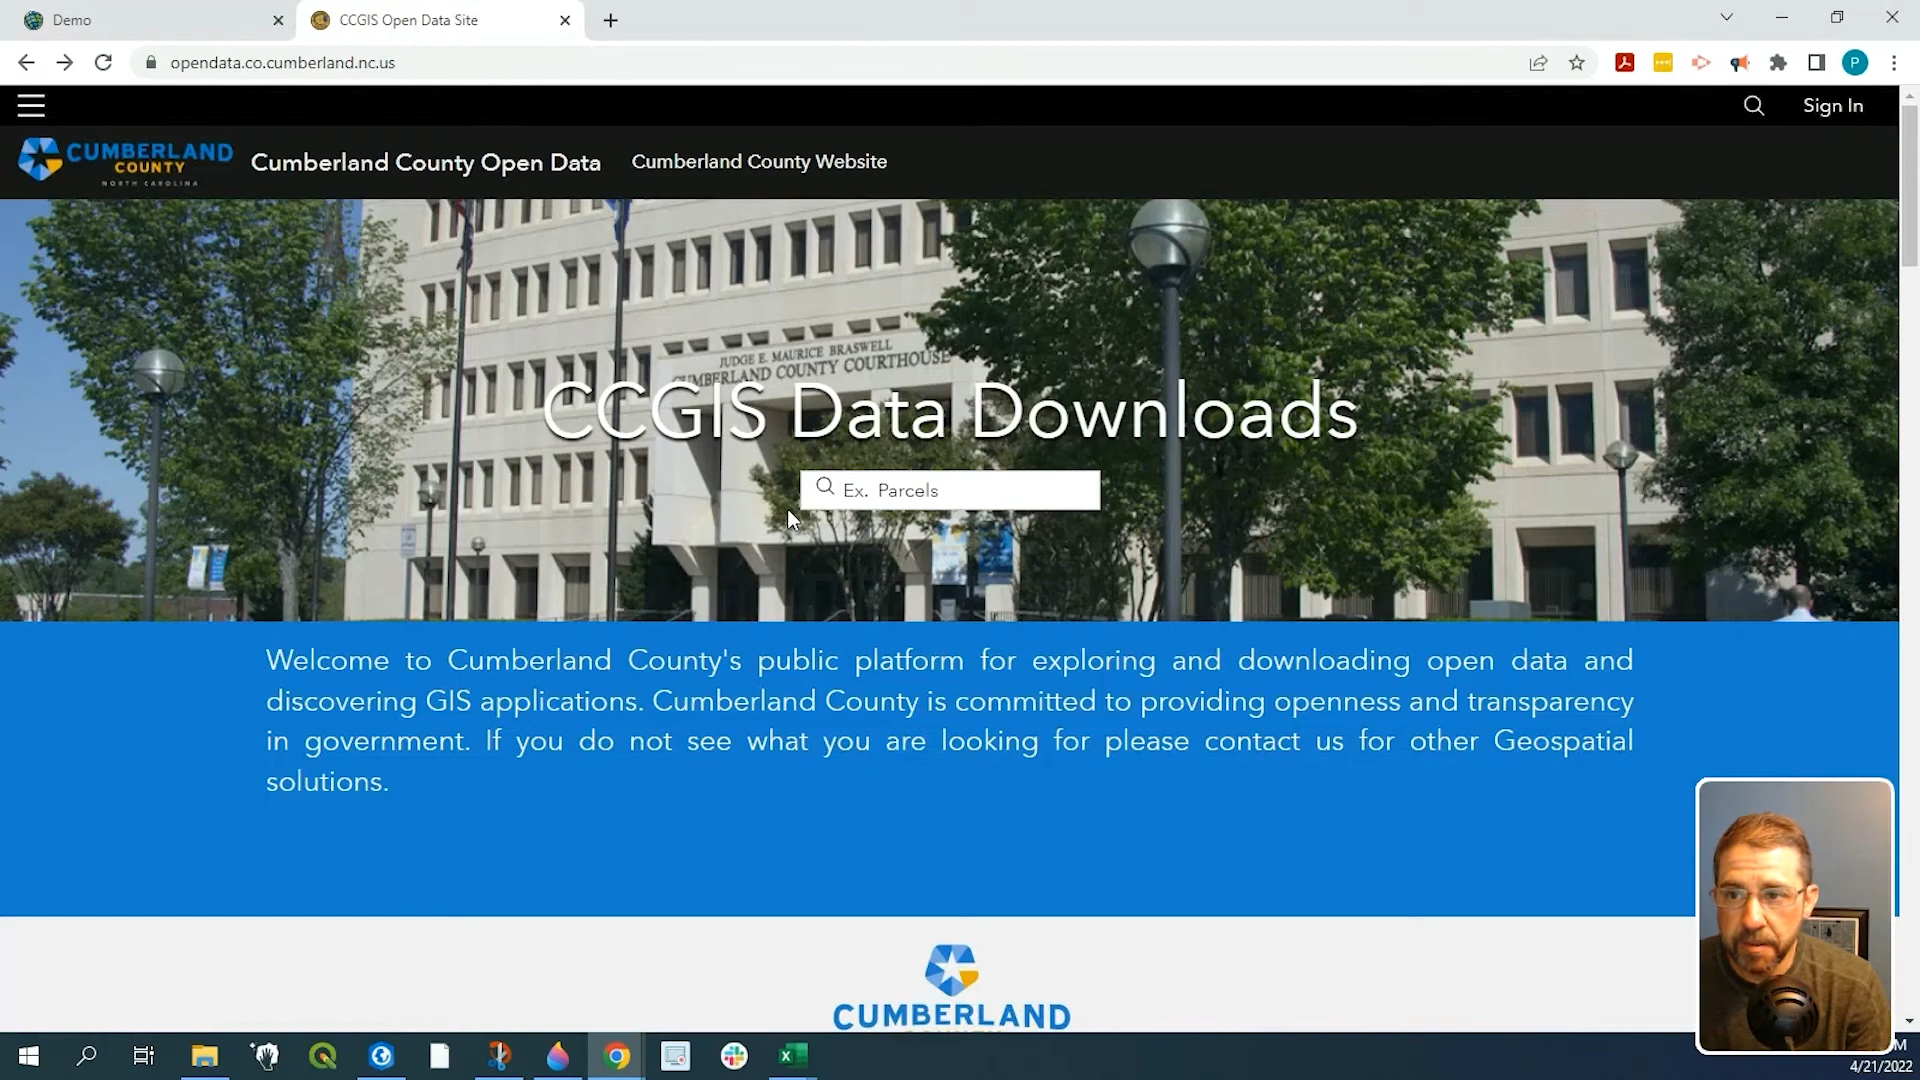 Demo
CCGIS Open Data Site
opendata.co.cumberland.nc.us
P
Sign In
CUMBERLAND
COUNTY
NORTH CAROLINA
Cumberland County Open Data
Cumberland County Website
JUDGE E. MAURICE BRASWELL
CUMBERLAND COUNTY COURTHOUSE
CCGIS Data Downloads
Ex. Parcels
Welcome to Cumberland County's public platform for exploring and downloading open data and
discovering GIS applications. Cumberland County is committed to providing openness and transparency
in government. If you do not see what you are looking for please contact us for other Geospatial
solutions.
CUMBERLAND
M
4/21/2022